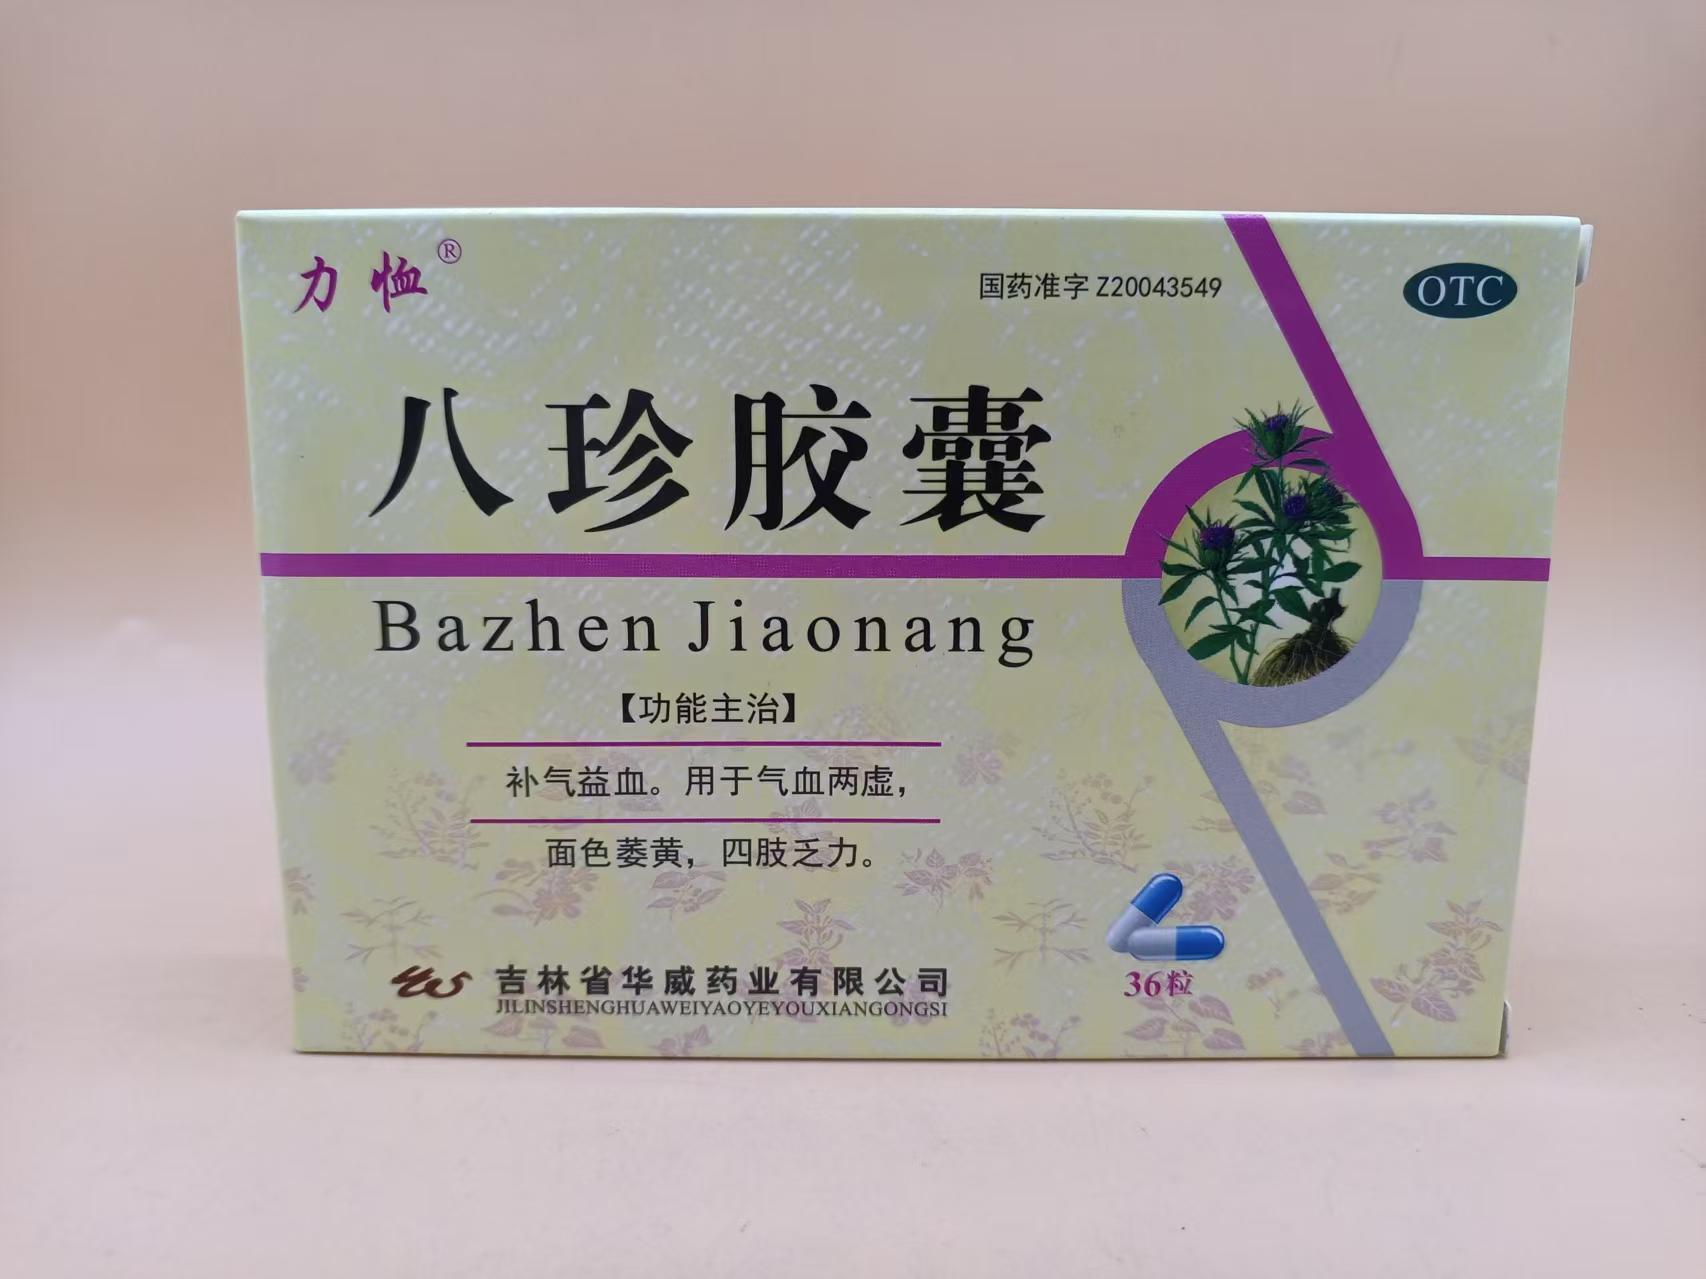 力恤®
国药准字 Z20043549
OTC
八珍胶囊
Bazhen Jiaonang
【功能主治】
补气益血。用于气血两虚，
面色萎黄，四肢乏力。
36粒
吉林省华威药业有限公司
JILINSHENGHUAWEIYAOYEYOUXIANGONGSI